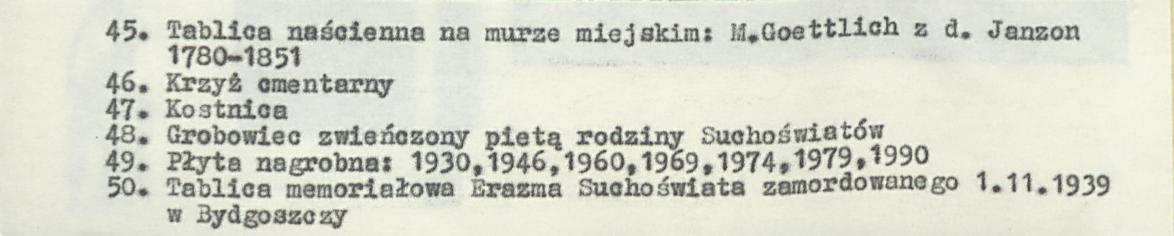 45. Tablica naścienna na murze miejskim: M.Goettlich z d. Janzon
1780-1851
46. Krzyż cmentarny
47. Kostnica
48. Grobowiec zwieńczony pietą rodziny Suchoświatów
49. Płyta nagrobna: 1930,1946,1960,1969,1974,1979,1990
50. Tablica memoriałowa Erazma Suchoświata zamordowanego 1.11.1939
w Bydgoszczy